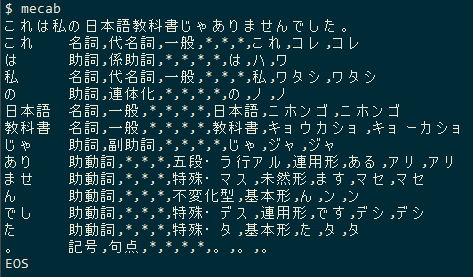 $ mecab
これは私の日本語教科書じゃありませんでした。
これ	名詞,代名詞,一般,*,*,*,これ,コレ,コレ
は	助詞,係助詞,*,*,*,*,は,ハ,ワ
私	名詞,代名詞,一般,*,*,*,私,ワタシ,ワタシ
の	助詞,連体化,*,*,*,*,の,ノ,ノ
日本語	名詞,一般,*,*,*,*,日本語,ニホンゴ,ニホンゴ
教科書	名詞,一般,*,*,*,*,教科書,キョウカショ,キョーカショ
じゃ	助詞,副助詞,*,*,*,*,じゃ,ジャ,ジャ
あり	助動詞,*,*,*,五段・ラ行アル,連用形,ある,アリ,アリ
ませ	助動詞,*,*,*,特殊・マス,未然形,ます,マセ,マセ
ん	助動詞,*,*,*,不変化型,基本形,ん,ン,ン
でし	助動詞,*,*,*,特殊・デス,連用形,です,デシ,デシ
た	助動詞,*,*,*,特殊・タ,基本形,た,タ,タ
。	記号,句点,*,*,*,*,。,。,。
EOS